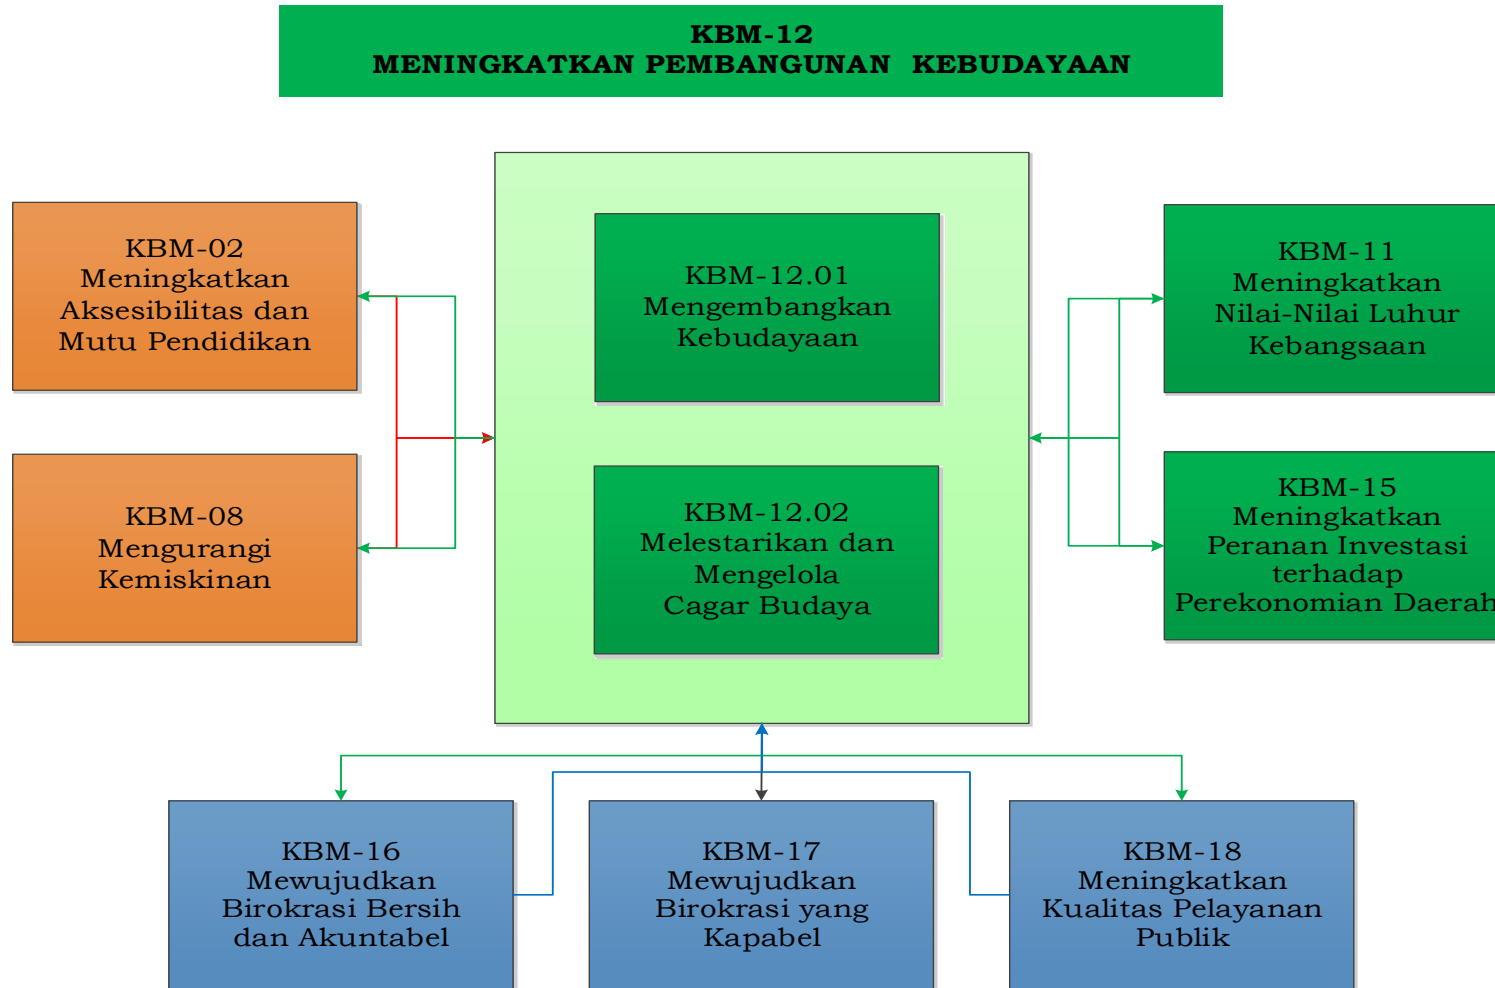 KBM-12
MENINGKATKAN PEMBANGUNAN KEBUDAYAAN
KBM-02
Meningkatkan
Aksesibilitas dan
Mutu Pendidikan
KBM-08
Mengurangi
Kemiskinan
KBM-12.01
Mengembangkan
Kebudayaan
KBM-12.02
Melestarikan dan
Mengelola
Cagar Budaya
KBM-11
Meningkatkan
Nilai-Nilai Luhur
Kebangsaan
KBM-15
Meningkatkan
Peranan Investasi
terhadap
Perekonomian Daerah
KBM-16
Mewujudkan
Birokrasi Bersih
dan Akuntabel
KBM-17
Mewujudkan
Birokrasi yang
Kapabel
KBM-18
Meningkatkan
Kualitas Pelayanan
Publik